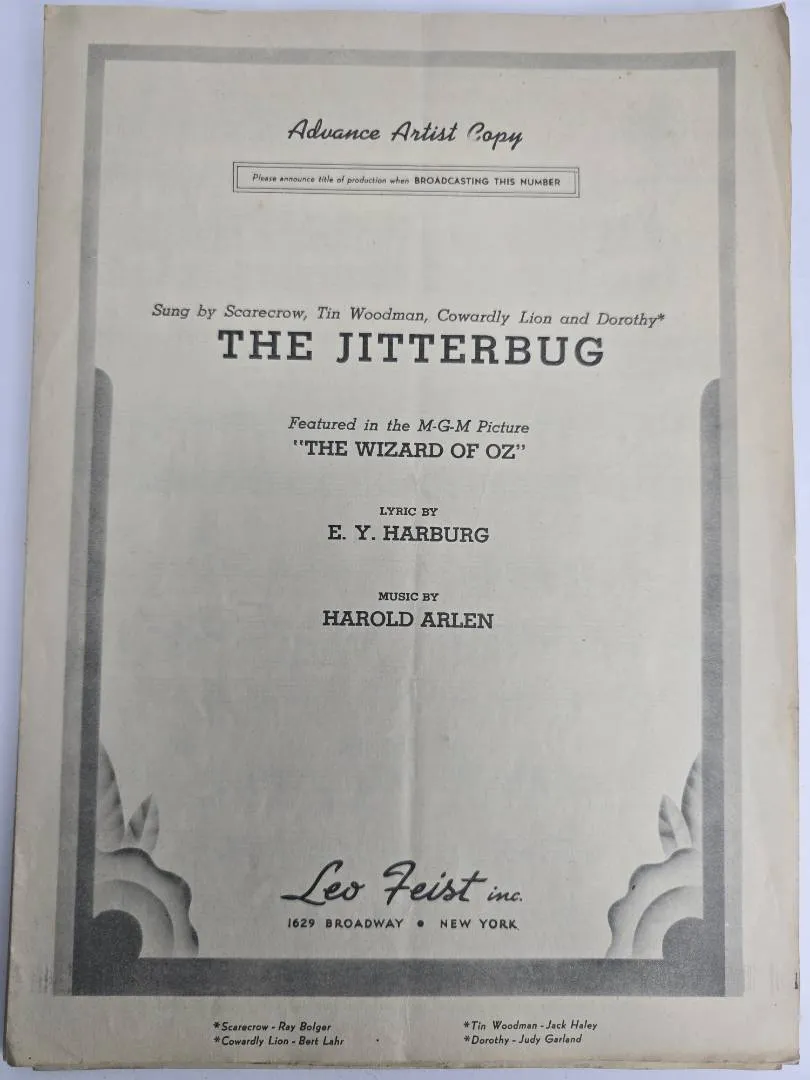 Advance Artist Copy
Please announce title of production when BROADCASTING THIS NUMBER
Sung by Scarecrow, Tin Woodman, Cowardly Lion and Dorothy*
THE JITTERBUG
Featured in the M-G-M Picture
"THE WIZARD OF OZ"
LYRIC BY
E. Y. HARBURG
MUSIC BY
HAROLD ARLEN
Leo Feist inc.
1629 BROADWAY • NEW YORK
*Scarecrow - Ray Bolger
*Cowardly Lion - Bert Lahr
*Tin Woodman - Jack Haley
*Dorothy - Judy Garland